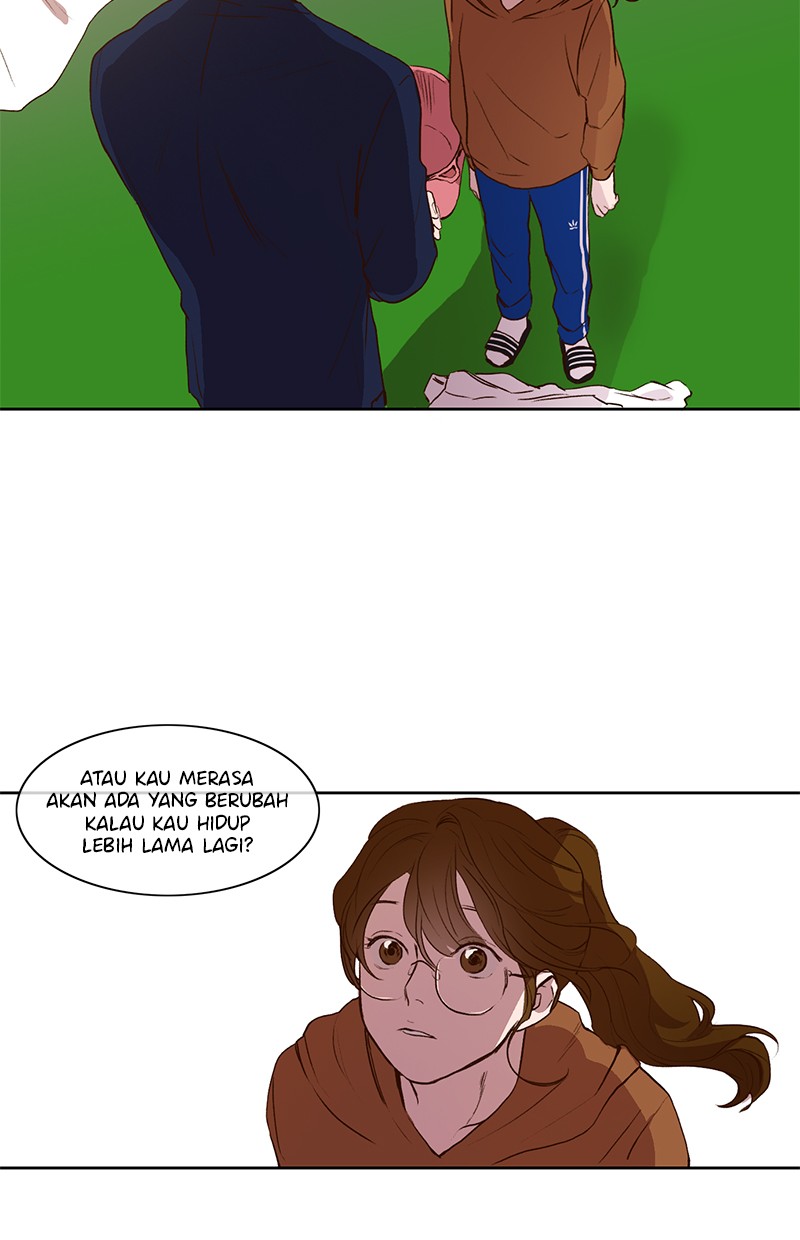 ATAU KAU MERASA
AKAN ADA YANG BERUBAH
KALAU KAU HIDUP
LEBIH LAMA LAGI?